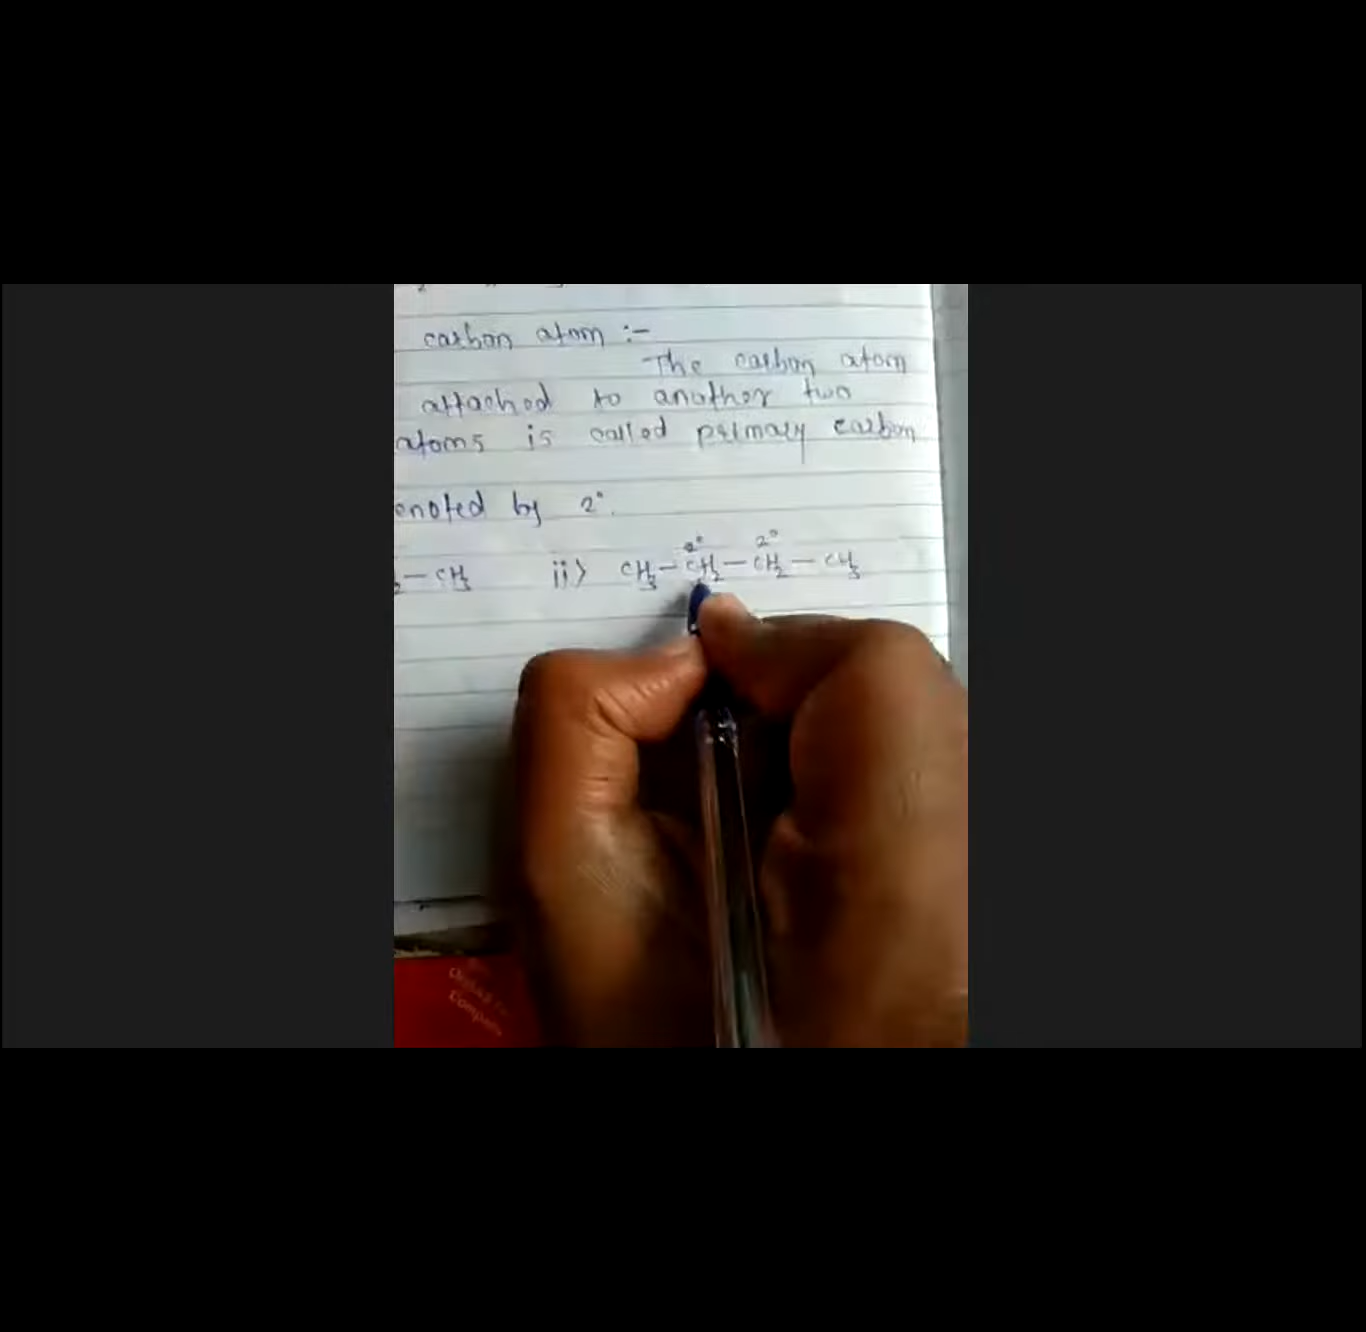 carbon atom :-
The carbon atom
attached to another two
atoms is called primary carbon
enoted by 2°.
2° 2°
-CH3 ii> CH3-CH2-CH2-CH3
Company